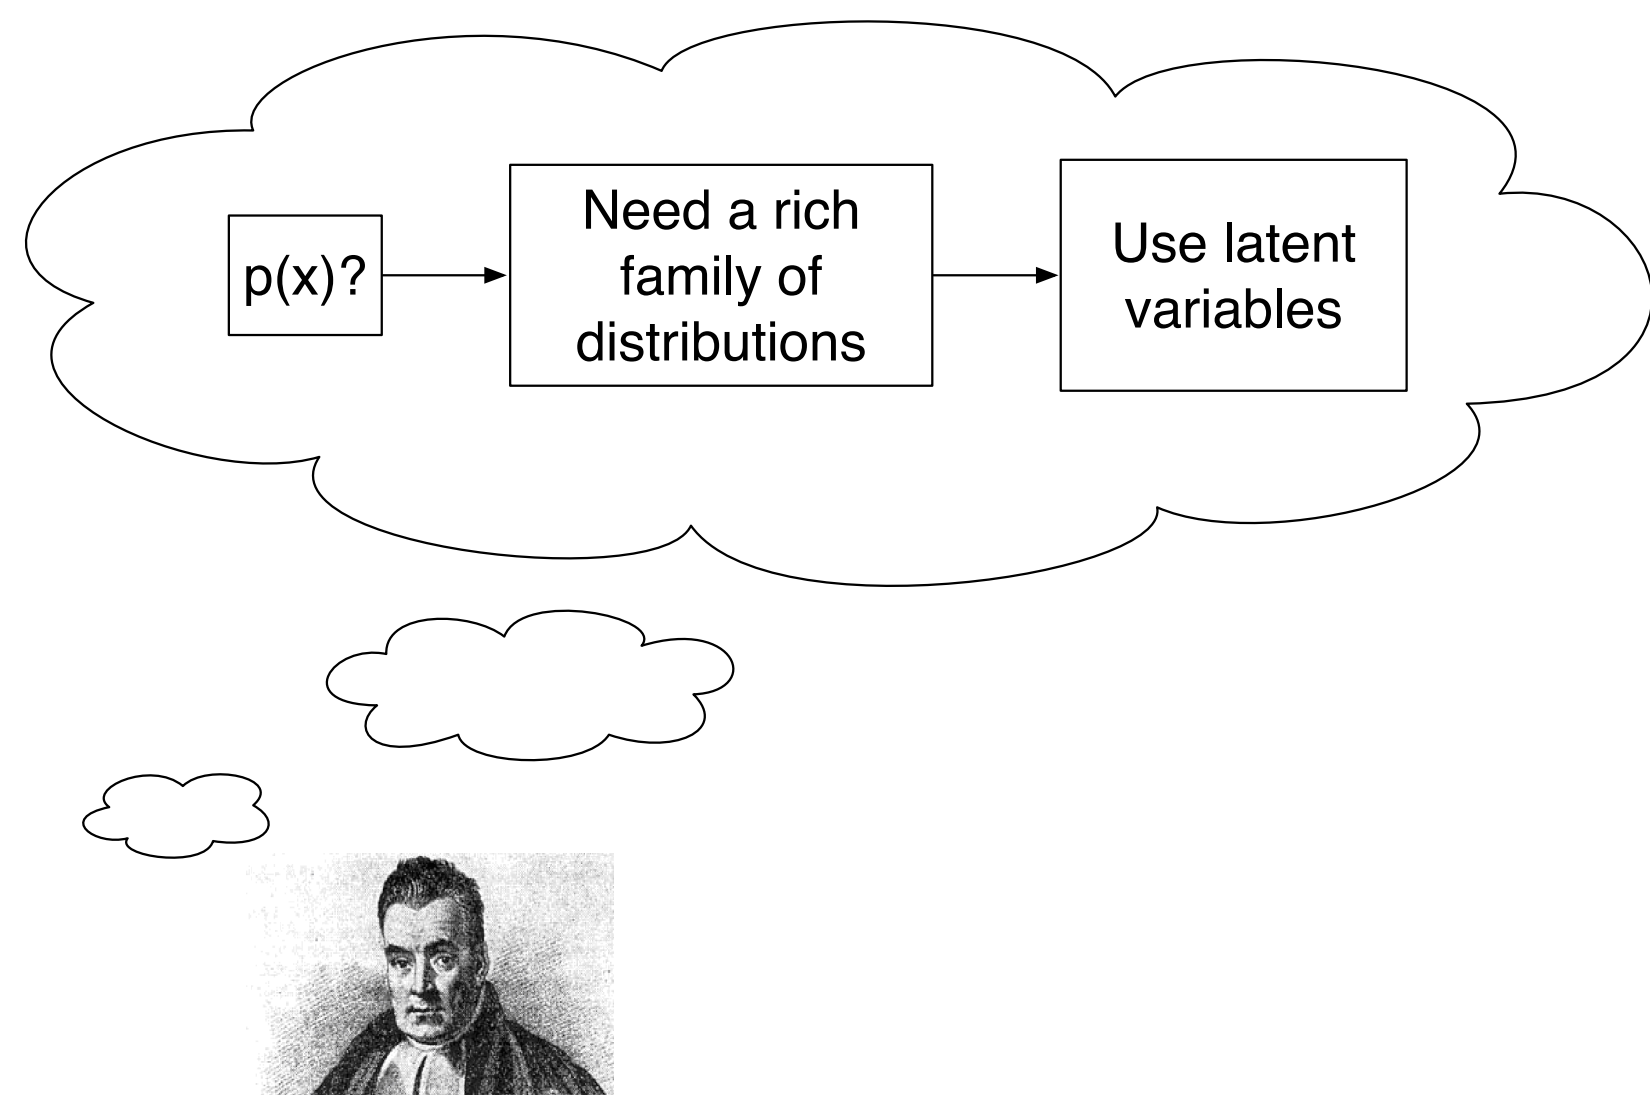 p(x)?
Need a rich
family of
distributions
Use latent
variables